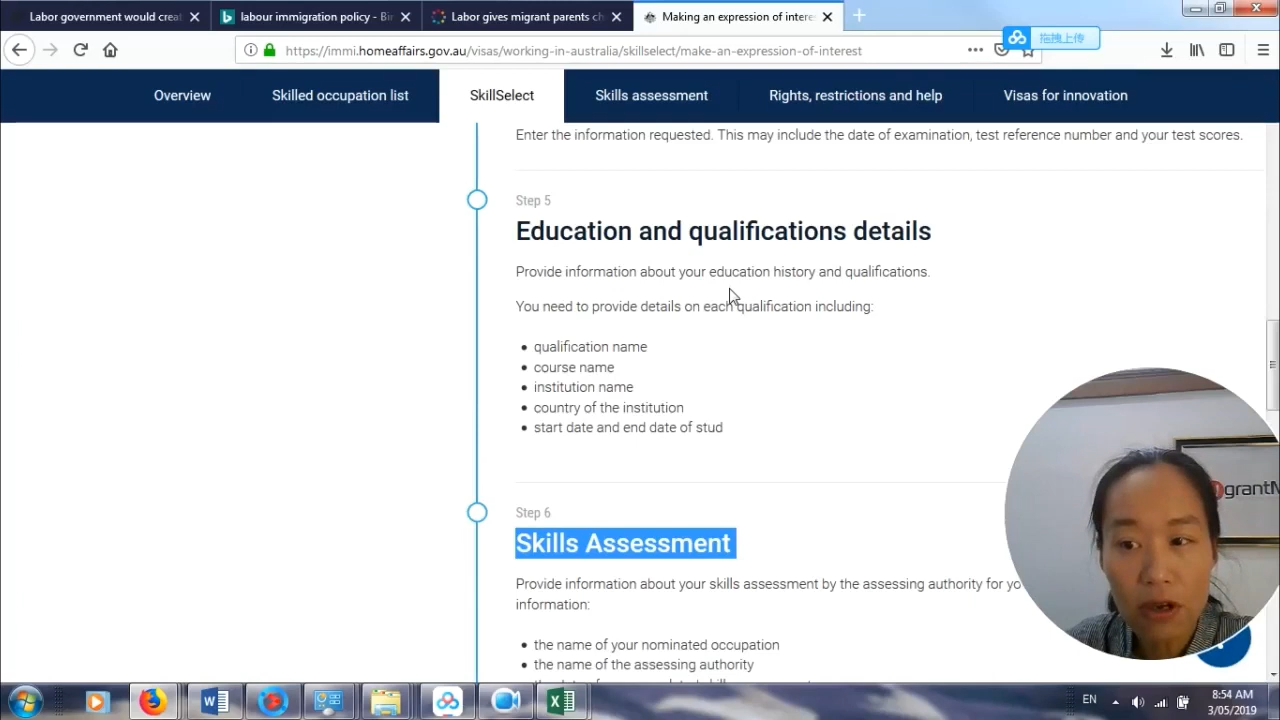 Labor government would creat
labour immigration policy - Bin
Labor gives migrant parents ch
Making an expression of intere
https://immi.homeaffairs.gov.au/visas/working-in-australia/skillselect/make-an-expression-of-interest
拖拽上传
Overview
Skilled occupation list
SkillSelect
Skills assessment
Rights, restrictions and help
Visas for innovation
Enter the information requested. This may include the date of examination, test reference number and your test scores.
Step 5
Education and qualifications details
Provide information about your education history and qualifications.
You need to provide details on each qualification including:
qualification name
course name
institution name
country of the institution
start date and end date of stud
Step 6
Skills Assessment
Provide information about your skills assessment by the assessing authority for yo
information:
the name of your nominated occupation
the name of the assessing authority
grantM
EN
8:54 AM
3/05/2019